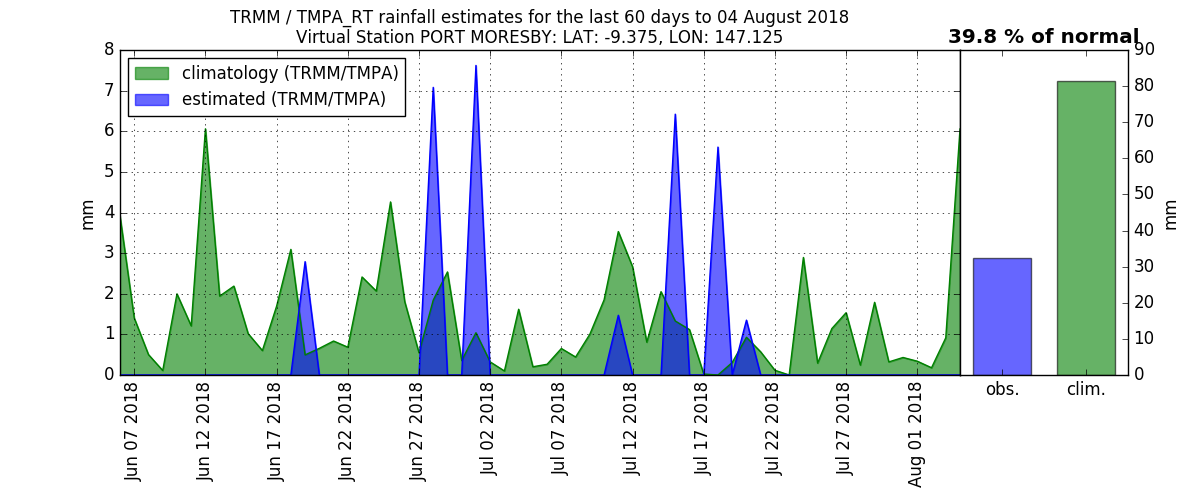 TRMM / TMPA_RT rainfall estimates for the last 60 days to 04 August 2018
Virtual Station PORT MORESBY: LAT: -9.375, LON: 147.125
39.8 % of normal
climatology (TRMM/TMPA)
estimated (TRMM/TMPA)
8
7
6
5
4
3
2
1
0
mm
Jun 07 2018
Jun 12 2018
Jun 17 2018
Jun 22 2018
Jun 27 2018
Jul 02 2018
Jul 07 2018
Jul 12 2018
Jul 17 2018
Jul 22 2018
Jul 27 2018
Aug 01 2018
obs.
clim.
90
80
70
60
50
40
30
20
10
0
mm